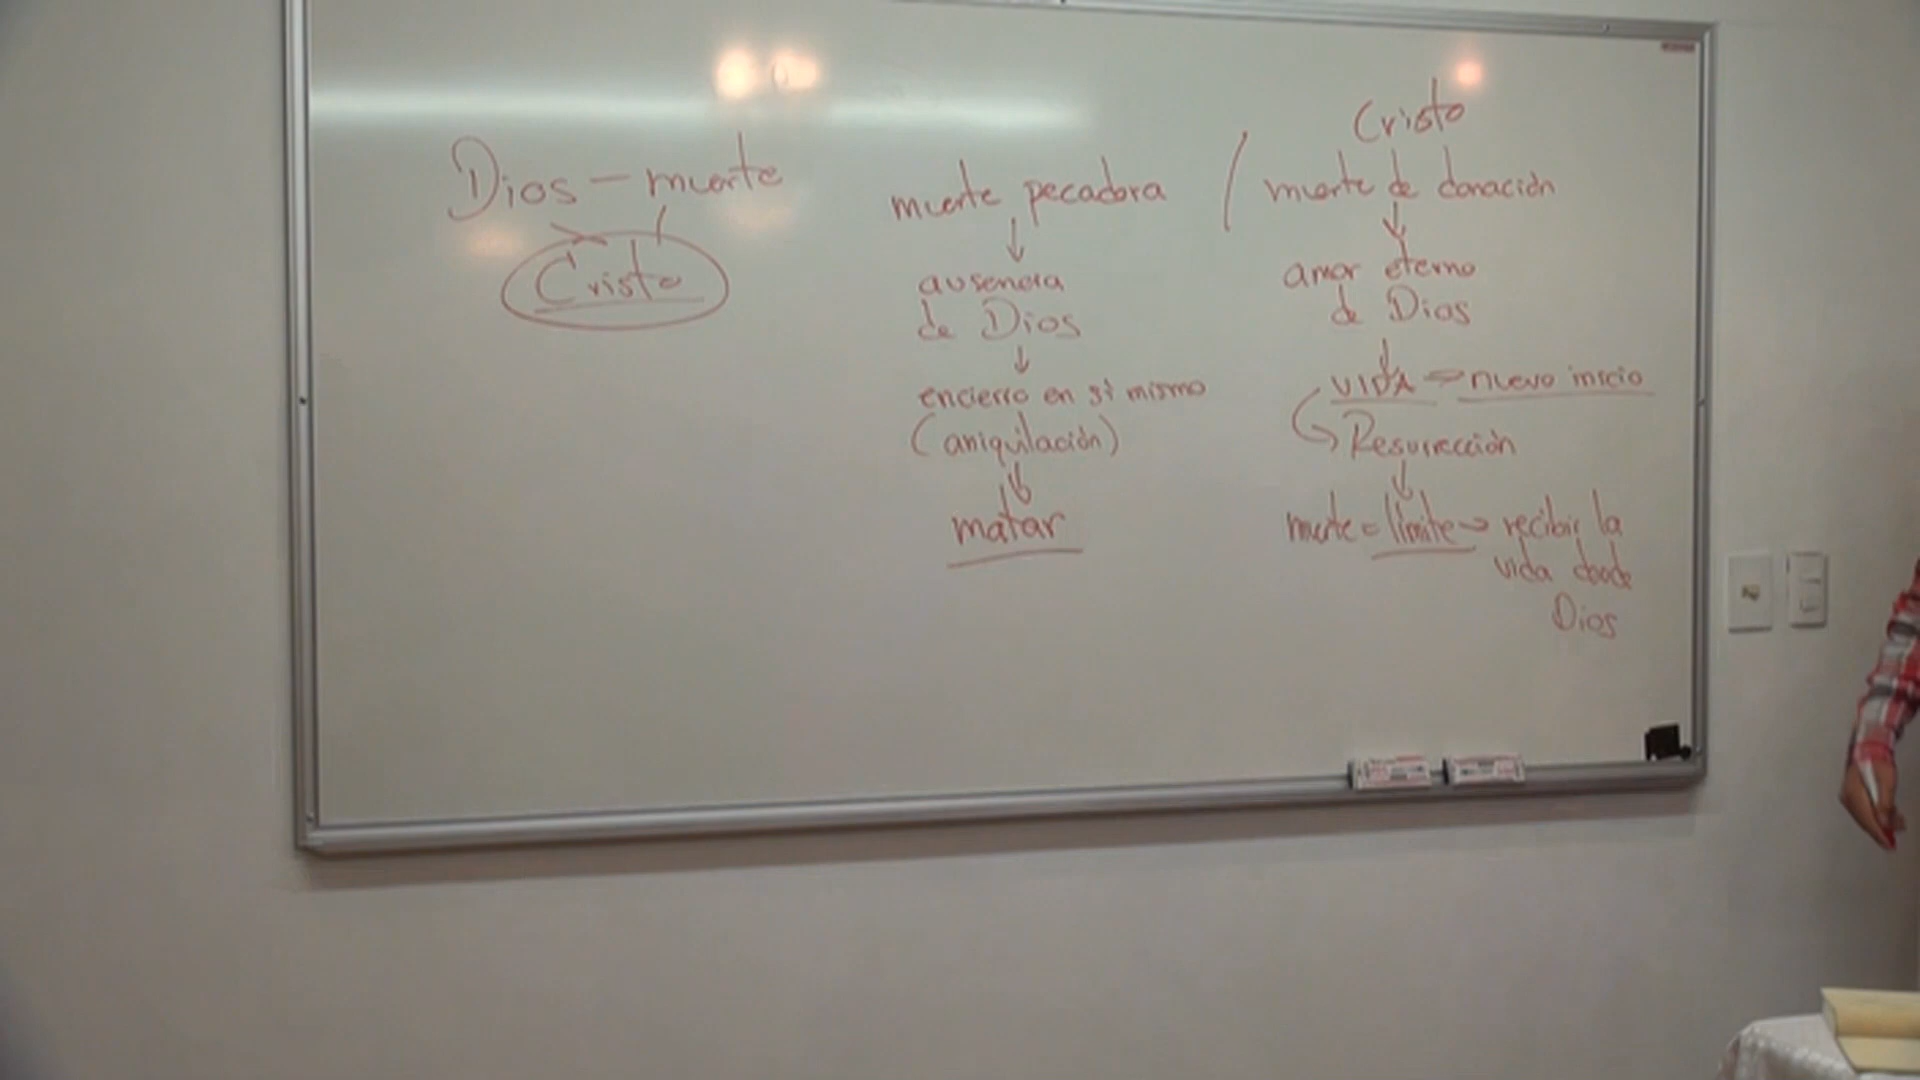 Dios – muerte
Cristo
muerte pecadora
↓
ausencia
de Dios
↓
encierro en sí mismo
(aniquilación)
↓
matar
/
Cristo
muerte de donación
↓
amor eterno
de Dios
↓
VIDA → nuevo inicio
↳ Resurrección
↓
muerte = límite → recibir la
vida desde
Dios